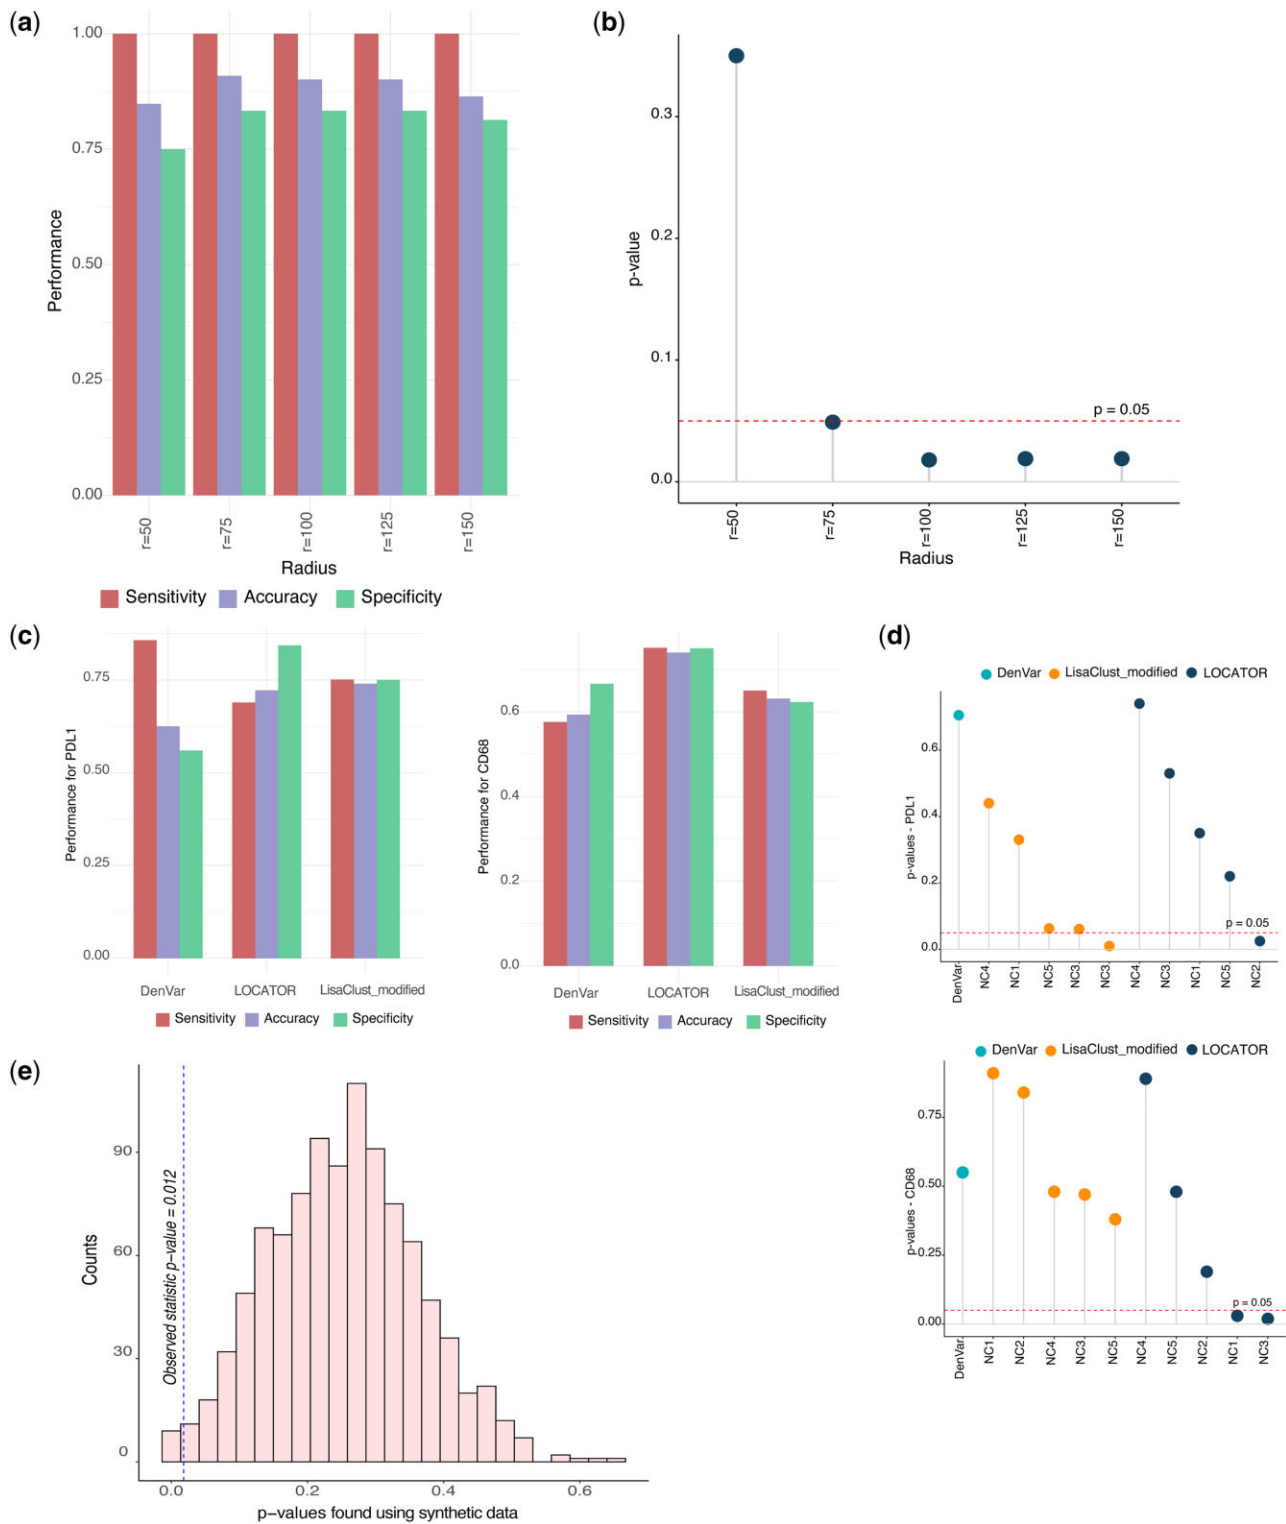 (a)
1.00
0.75
0.50
0.25
0.00
Performance
r=50
r=75
r=100
r=125
r=150
Radius
Sensitivity Accuracy Specificity
(b)
0.3
0.2
0.1
0.0
p-value
p = 0.05
r=50
r=75
r=100
r=125
r=150
Radius
(c)
0.75
0.50
0.25
0.00
Performance for PDL1
DenVar LOCATOR LisaClust_modified
Sensitivity Accuracy Specificity
0.6
0.4
0.2
0.0
Performance for CD68
DenVar LOCATOR LisaClust_modified
Sensitivity Accuracy Specificity
(d)
DenVar LisaClust_modified LOCATOR
0.6
0.4
0.2
0.0
p-values - PDL1
p = 0.05
DenVar
NC4
NC1
NC5
NC3
NC3
NC4
NC3
NC1
NC5
NC2
DenVar LisaClust_modified LOCATOR
0.75
0.50
0.25
0.00
p-values - CD68
p = 0.05
DenVar
NC1
NC2
NC4
NC3
NC5
NC4
NC5
NC2
NC1
NC3
(e)
90
60
30
0
Counts
Observed statistic p-value = 0.012
0.0 0.2 0.4 0.6
p-values found using synthetic data